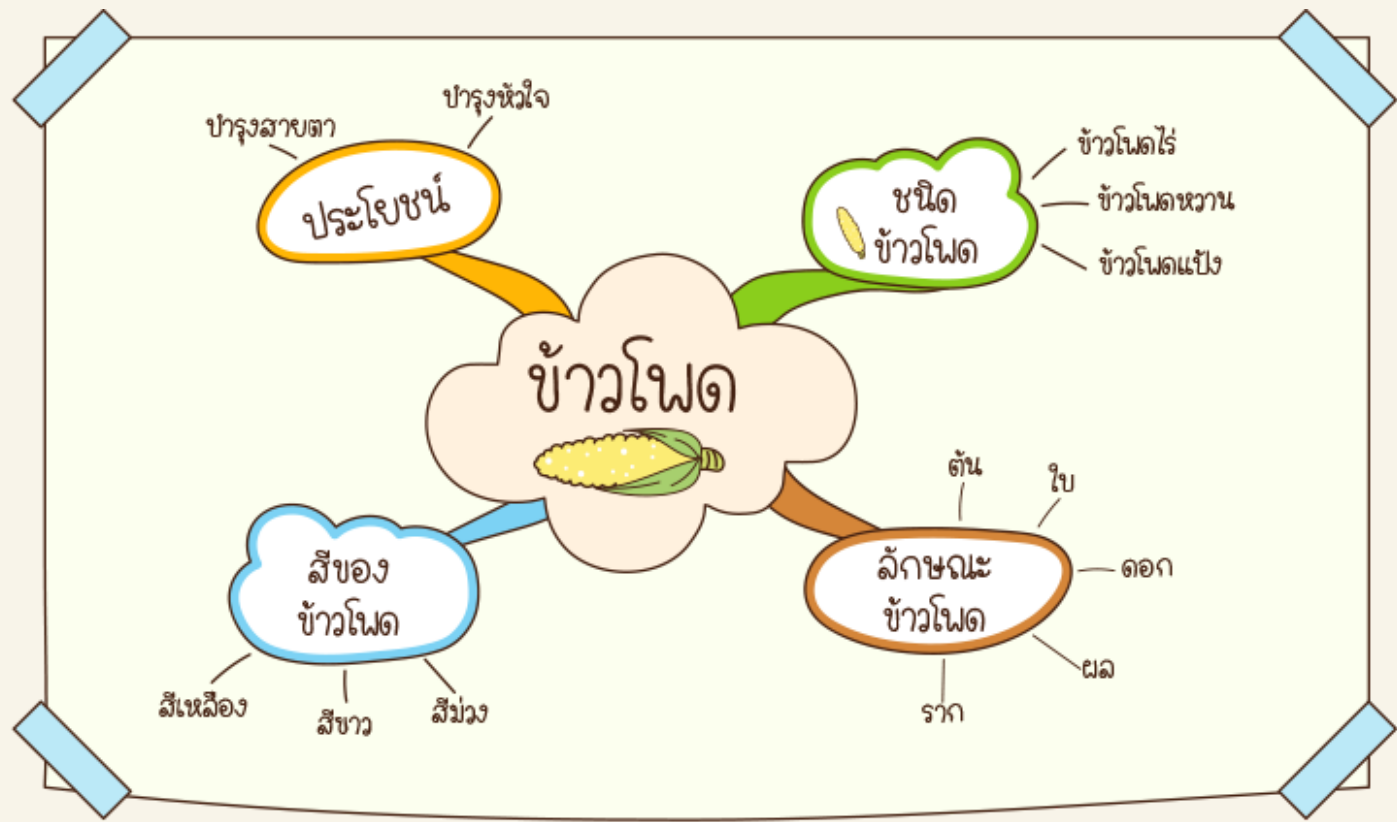 บำรุงหัวใจ
บำรุงสายตา
ประโยชน์
ชนิด
ข้าวโพด
ข้าวโพดไร่
ข้าวโพดหวาน
ข้าวโพดแป้ง
ข้าวโพด
ต้น
ใบ
ดอก
ผล
ราก
ลักษณะ
ข้าวโพด
สีของ
ข้าวโพด
สีเหลือง
สีขาว
สีม่วง